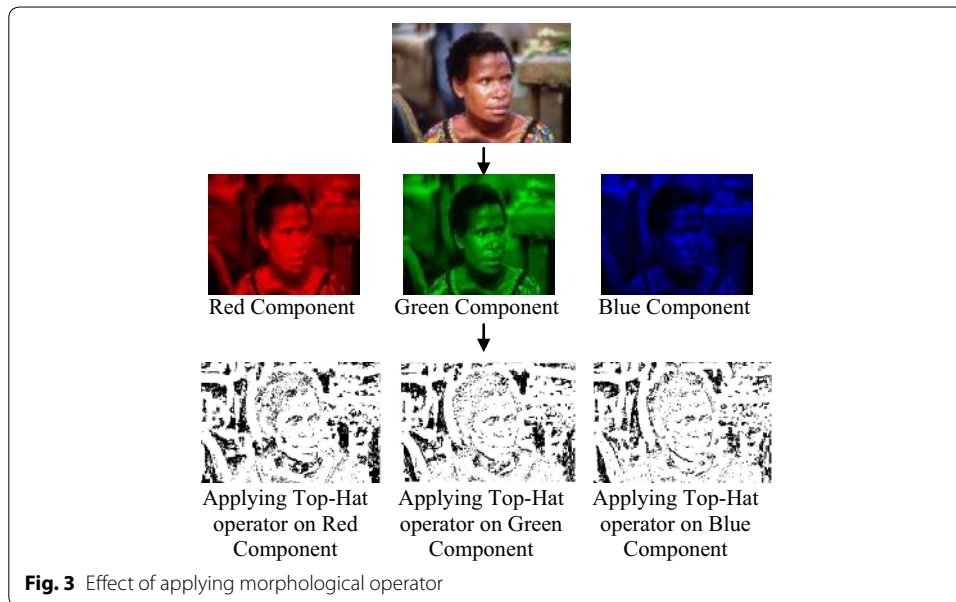 Red Component Green Component Blue Component
Applying Top-Hat Applying Top-Hat Applying Top-Hat
operator on Red operator on Green operator on Blue
Component Component Component
Fig. 3 Effect of applying morphological operator